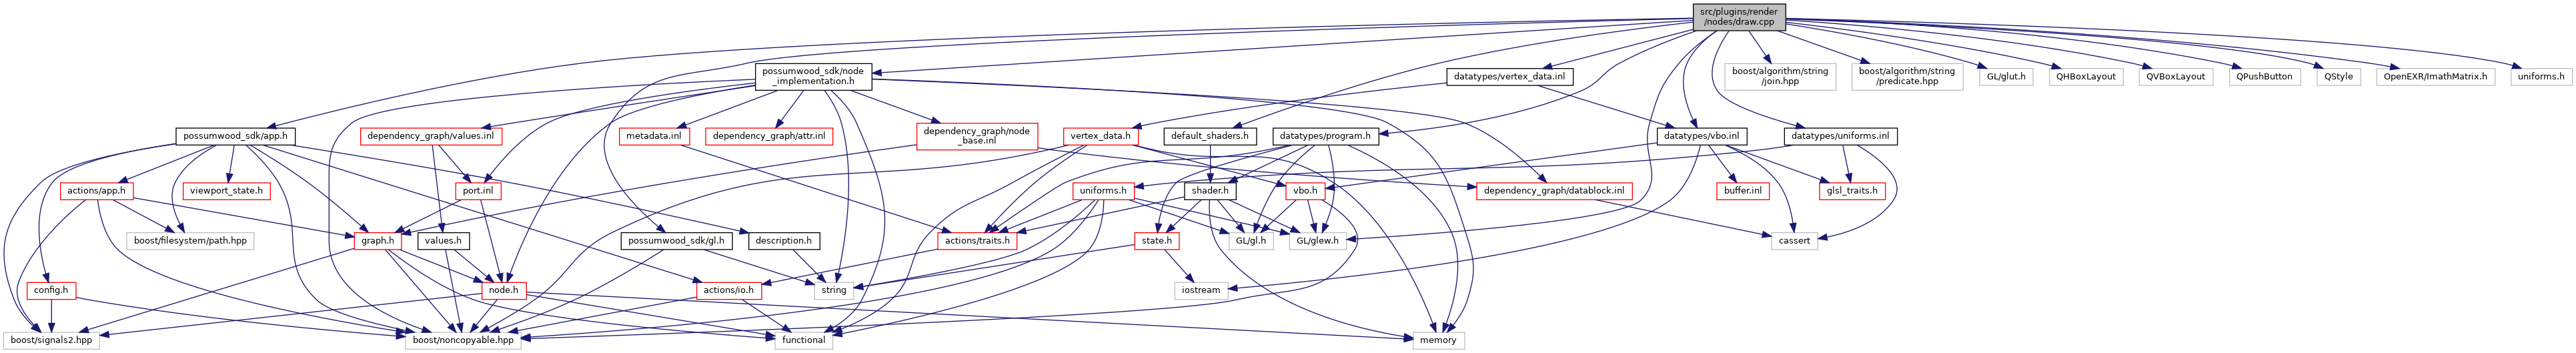 src/plugins/render
/nodes/draw.cpp
possumwood_sdk/node
_implementation.h
datatypes/vertex_data.inl
boost/algorithm/string
/join.hpp
boost/algorithm/string
/predicate.hpp
GL/glut.h
QHBoxLayout
QVBoxLayout
QPushButton
QStyle
OpenEXR/ImathMatrix.h
uniforms.h
possumwood_sdk/app.h
dependency_graph/values.inl
metadata.inl
dependency_graph/attr.inl
dependency_graph/node
_base.inl
vertex_data.h
default_shaders.h
datatypes/program.h
datatypes/vbo.inl
datatypes/uniforms.inl
actions/app.h
viewport_state.h
port.inl
uniforms.h
shader.h
vbo.h
dependency_graph/datablock.inl
buffer.inl
glsl_traits.h
boost/filesystem/path.hpp
graph.h
values.h
possumwood_sdk/gl.h
description.h
actions/traits.h
state.h
GL/gl.h
GL/glew.h
cassert
config.h
node.h
actions/io.h
string
iostream
boost/signals2.hpp
boost/noncopyable.hpp
functional
memory